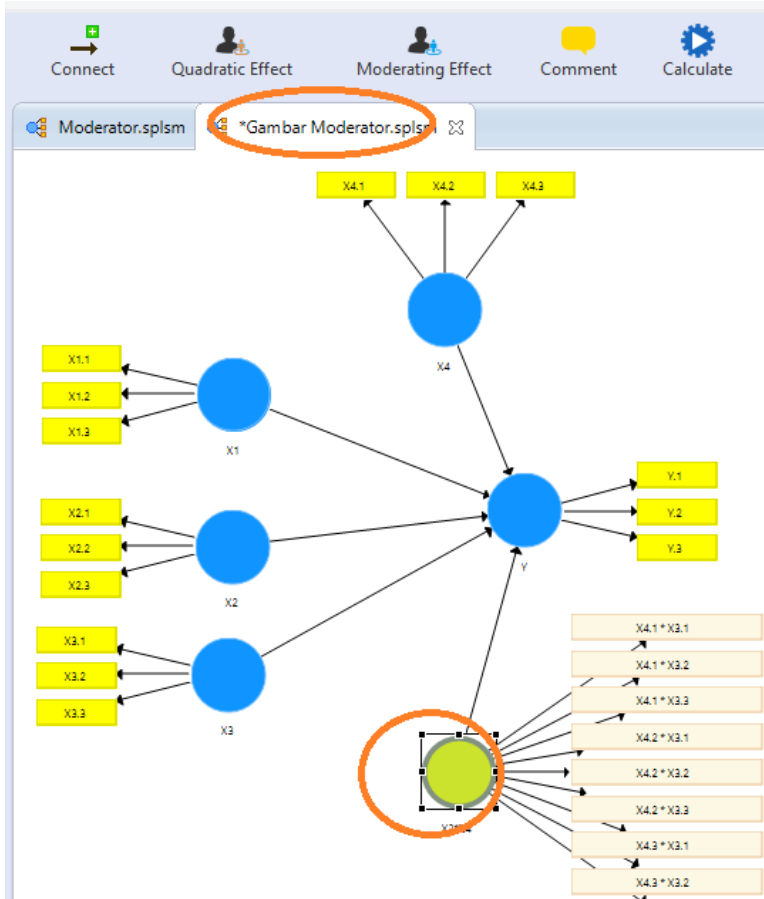 Connect
Quadratic Effect
Moderating Effect
Comment
Calculate
Moderator.splsm
*Gambar Moderator.splsm
X4.1
X4.2
X4.3
X4
X1.1
X1.2
X1.3
X1
X2.1
X2.2
X2.3
X2
X3.1
X3.2
X3.3
X3
Y.1
Y.2
Y.3
Y
X4.1 * X3.1
X4.1 * X3.2
X4.1 * X3.3
X4.2 * X3.1
X4.2 * X3.2
X4.2 * X3.3
X4.3 * X3.1
X4.3 * X3.2